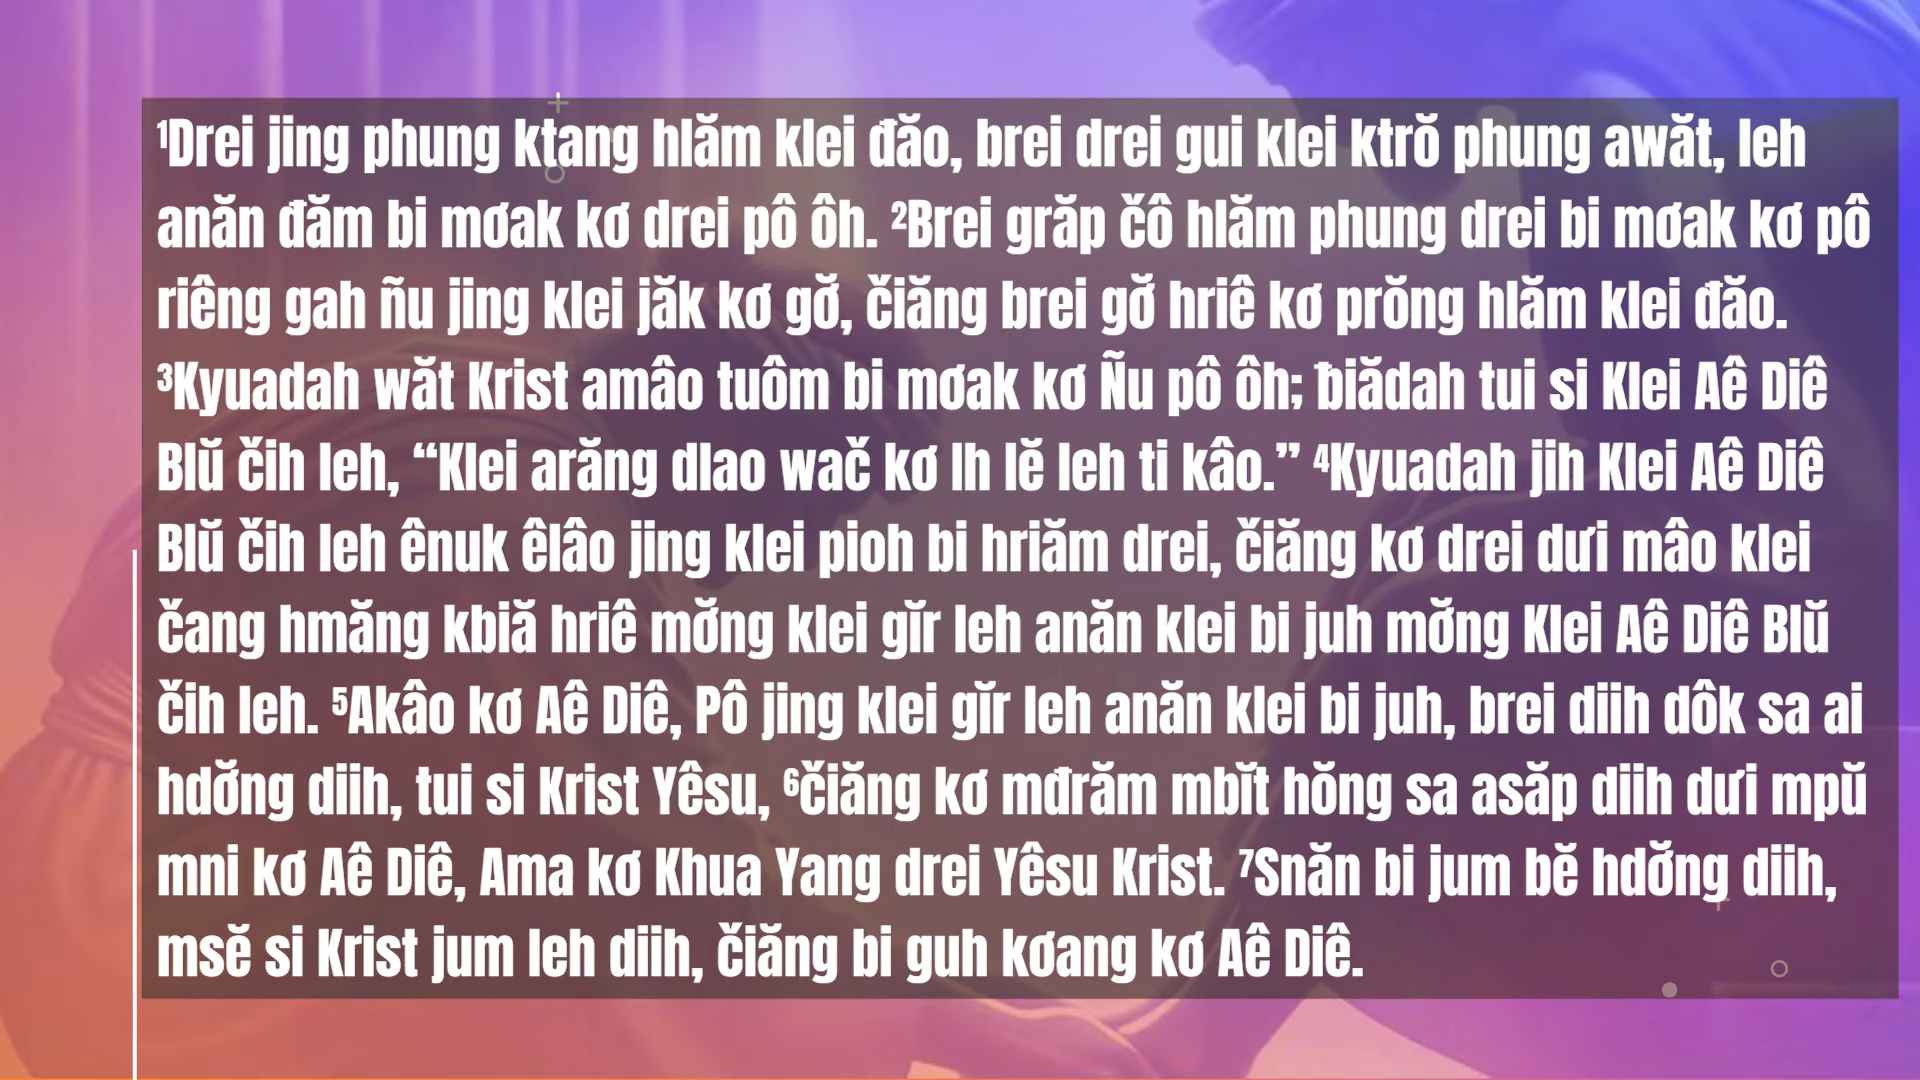 ¹Drei jing phung ktang hlăm klei đăo, brei drei gui klei ktrŏ phung awăt, leh
anăn đăm bi mơak kơ drei pô ôh. ²Brei grăp čô hlăm phung drei bi mơak kơ pô
riêng gah ñu jing klei jăk kơ gơ̆, čiăng brei gơ̆ hriê kơ prŏng hlăm klei đăo.
³Kyuadah wăt Krist amâo tuôm bi mơak kơ Ñu pô ôh; ƀiădah tui si Klei Aê Diê
Blŭ čih leh, “Klei arăng dlao wač kơ Ih lĕ leh ti kâo.” ⁴Kyuadah jih Klei Aê Diê
Blŭ čih leh ênuk êlâo jing klei pioh bi hriăm drei, čiăng kơ drei dưi mâo klei
čang hmăng kbiă hriê mơ̆ng klei gĭr leh anăn klei bi juh mơ̆ng Klei Aê Diê Blŭ
čih leh. ⁵Akâo kơ Aê Diê, Pô jing klei gĭr leh anăn klei bi juh, brei diih dôk sa ai
hdơ̆ng diih, tui si Krist Yêsu, ⁶čiăng kơ mđrăm mbĭt hŏng sa asăp diih dưi mpŭ
mni kơ Aê Diê, Ama kơ Khua Yang drei Yêsu Krist. ⁷Snăn bi jum bĕ hdơ̆ng diih,
msĕ si Krist jum leh diih, čiăng bi guh kơang kơ Aê Diê.